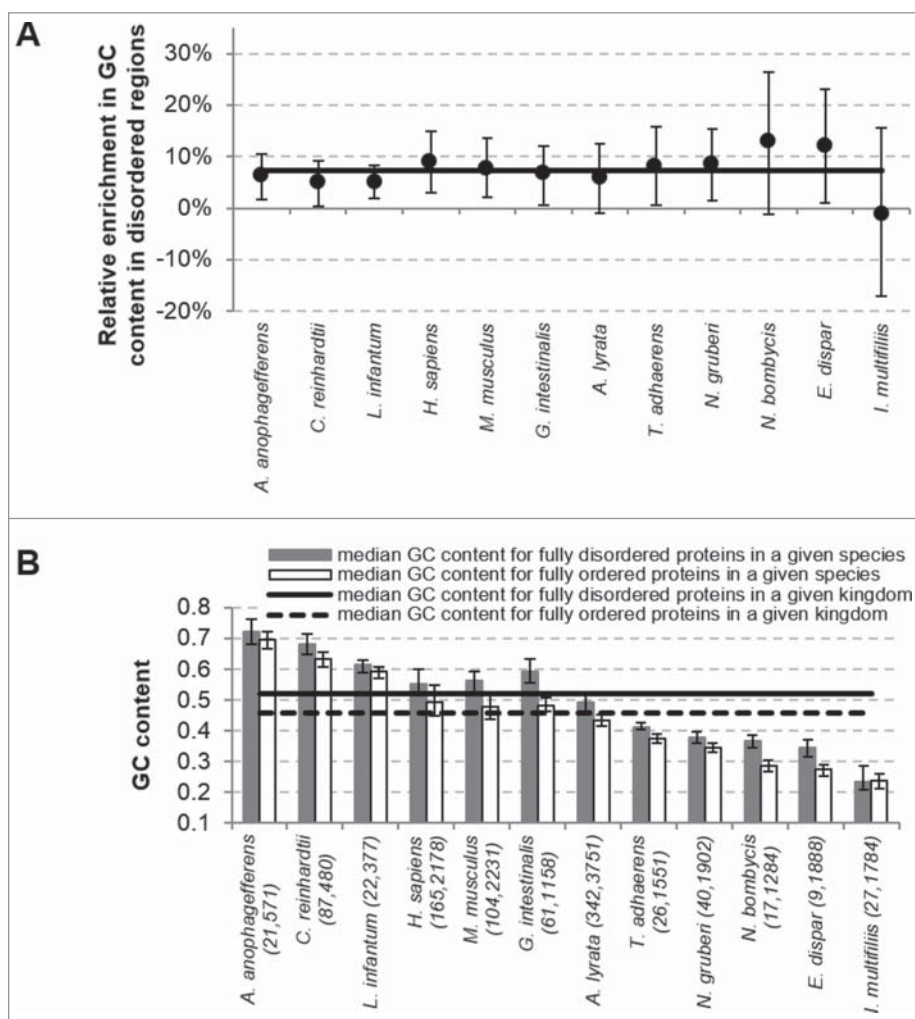 A
Relative enrichment in GC
content in disordered regions
30%
20%
10%
0%
-10%
-20%
A. anophagefferens
C. reinhardtii
L. infantum
H. sapiens
M. musculus
G. intestinalis
A. lyrata
T. adhaerens
N. gruberi
N. bombycis
E. dispar
I. multifiliis
B
median GC content for fully disordered proteins in a given species
median GC content for fully ordered proteins in a given species
median GC content for fully disordered proteins in a given kingdom
median GC content for fully ordered proteins in a given kingdom
GC content
0.8
0.7
0.6
0.5
0.4
0.3
0.2
0.1
A. anophagefferens
(21,571)
C. reinhardtii
(87,480)
L. infantum (22,377)
H. sapiens
(165,2178)
M. musculus
(104,2231)
G. intestinalis
(61,1158)
A. lyrata (342,3751)
T. adhaerens
(26,1551)
N. gruberi (40,1902)
N. bombycis
(17,1284)
E. dispar (9,1888)
I. multifiliis (27,1784)